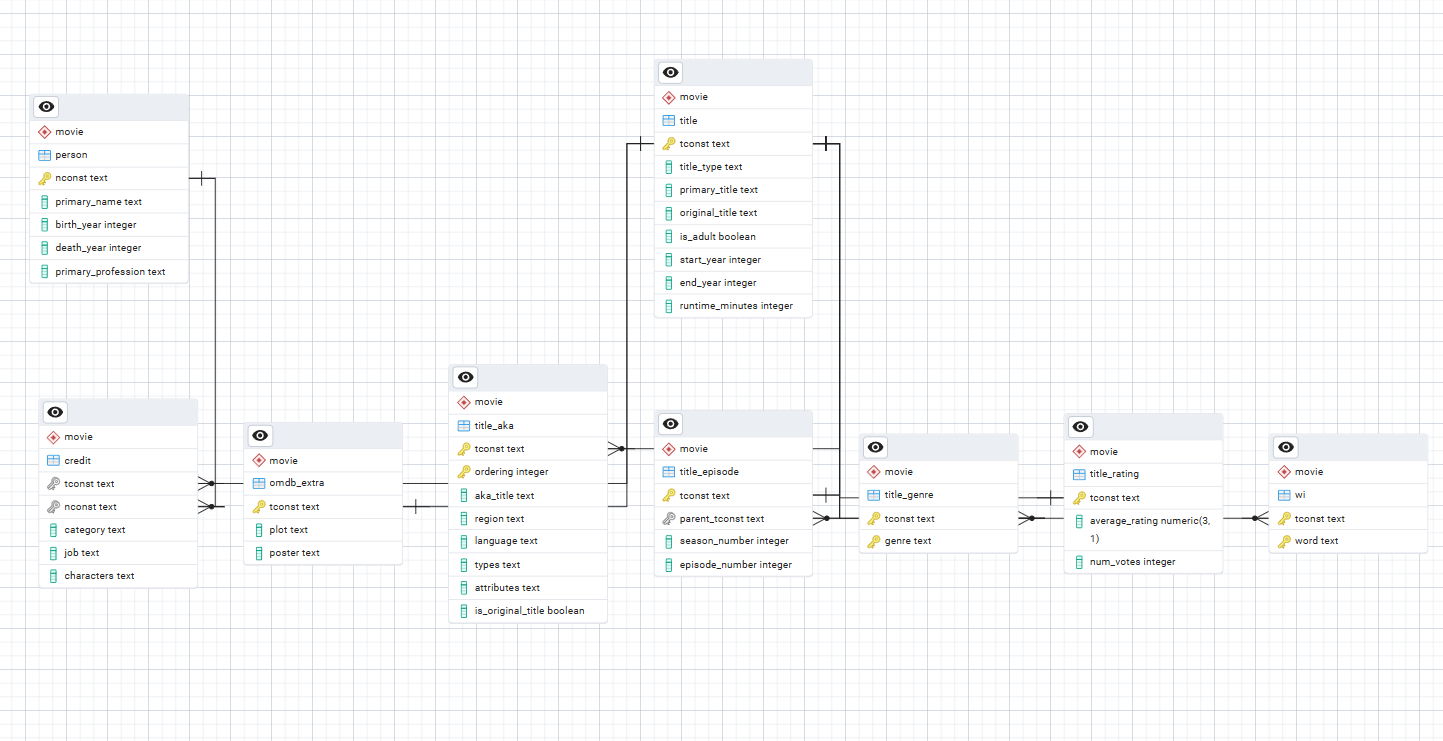 movie
person
nconst text
primary_name text
birth_year integer
death_year integer
primary_profession text
movie
title
tconst text
title_type text
primary_title text
original_title text
is_adult boolean
start_year integer
end_year integer
runtime_minutes integer
movie
credit
tconst text
nconst text
category text
job text
characters text
movie
omdb_extra
tconst text
plot text
poster text
movie
title_aka
tconst text
ordering integer
aka_title text
region text
language text
types text
attributes text
is_original_title boolean
movie
title_episode
tconst text
parent_tconst text
season_number integer
episode_number integer
movie
title_genre
tconst text
genre text
movie
title_rating
tconst text
average_rating numeric(3,
1)
num_votes integer
movie
wi
tconst text
word text